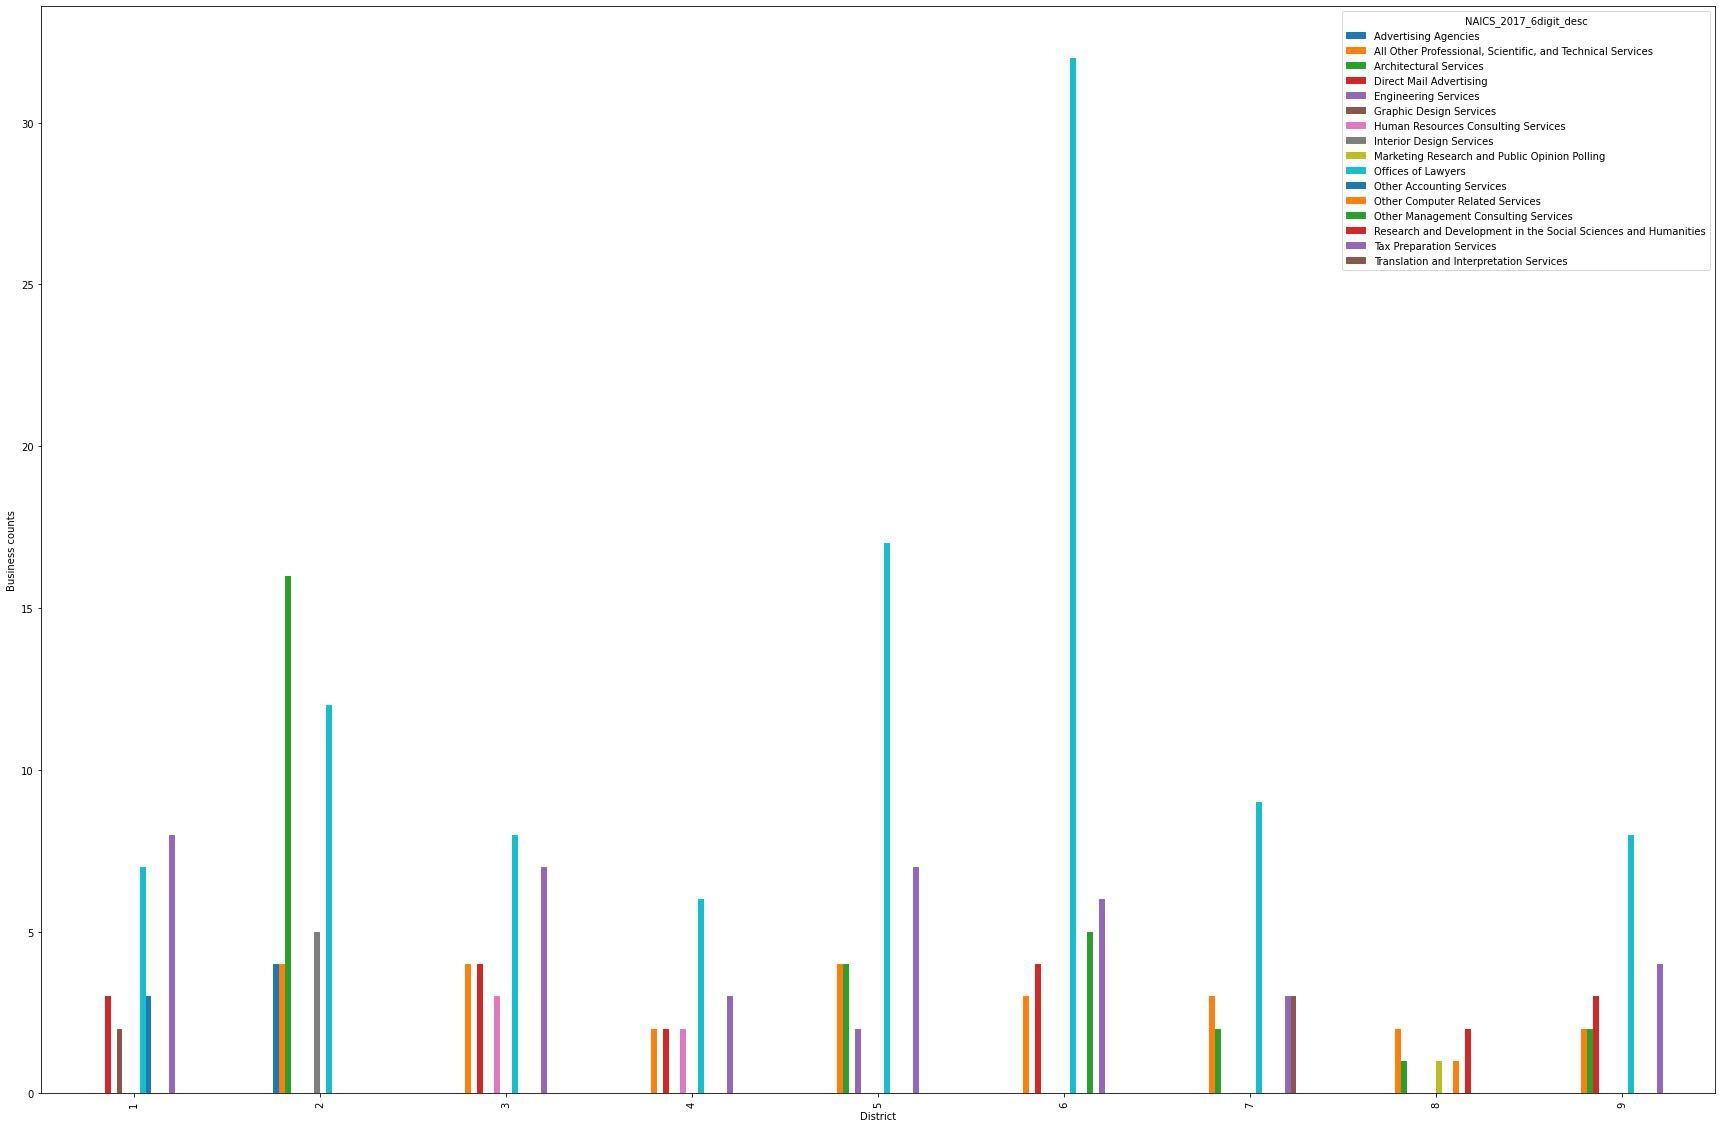 NAICS_2017_6digit_desc
Advertising Agencies
All Other Professional, Scientific, and Technical Services
Architectural Services
Direct Mail Advertising
Engineering Services
Graphic Design Services
Human Resources Consulting Services
Interior Design Services
Marketing Research and Public Opinion Polling
Offices of Lawyers
Other Accounting Services
Other Computer Related Services
Other Management Consulting Services
Research and Development in the Social Sciences and Humanities
Tax Preparation Services
Translation and Interpretation Services
30
25
20
15
10
5
0
Business counts
1 2 3 4 5 6 7 8 9
District